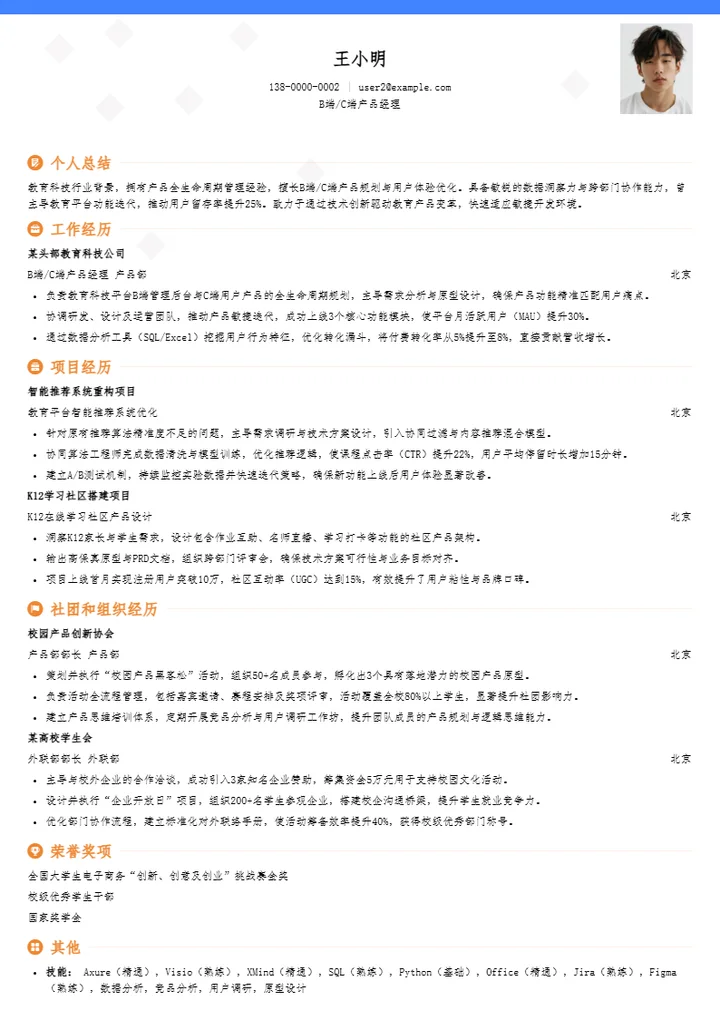 王小明
138-0000-0002 | user2@example.com
B端/C端产品经理
个人总结
教育科技行业背景，拥有产品全生命周期管理经验，擅长B端/C端产品规划与用户体验优化。具备敏锐的数据洞察力与跨部门协作能力，曾
主导教育平台功能迭代，推动用户留存率提升25%。致力于通过技术创新驱动教育产品变革，快速适应敏捷开发环境。
工作经历
某头部教育科技公司
B端/C端产品经理 产品部 北京
• 负责教育科技平台B端管理后台与C端用户产品的全生命周期规划，主导需求分析与原型设计，确保产品功能精准匹配用户痛点。
• 协调研发、设计及运营团队，推动产品敏捷迭代，成功上线3个核心功能模块，使平台月活跃用户（MAU）提升30%。
• 通过数据分析工具（SQL/Excel）挖掘用户行为特征，优化转化漏斗，将付费转化率从5%提升至8%，直接贡献营收增长。
项目经历
智能推荐系统重构项目
教育平台智能推荐系统优化 北京
• 针对原有推荐算法精准度不足的问题，主导需求调研与技术方案设计，引入协同过滤与内容推荐混合模型。
• 协同算法工程师完成数据清洗与模型训练，优化推荐逻辑，使课程点击率（CTR）提升22%，用户平均停留时长增加15分钟。
• 建立A/B测试机制，持续监控实验数据并快速迭代策略，确保新功能上线后用户体验显著改善。
K12学习社区搭建项目
K12在线学习社区产品设计 北京
• 洞察K12家长与学生需求，设计包含作业互助、名师直播、学习打卡等功能的社区产品架构。
• 输出高保真原型与PRD文档，组织跨部门评审会，确保技术方案可行性与业务目标对齐。
• 项目上线首月实现注册用户突破10万，社区互动率（UGC）达到15%，有效提升了用户粘性与品牌口碑。
社团和组织经历
校园产品创新协会
产品部部长 产品部 北京
• 策划并执行“校园产品黑客松”活动，组织50+名成员参与，孵化出3个具有落地潜力的校园产品原型。
• 负责活动全流程管理，包括嘉宾邀请、赛程安排及奖项评审，活动覆盖全校80%以上学生，显著提升社团影响力。
• 建立产品思维培训体系，定期开展竞品分析与用户调研工作坊，提升团队成员的产品规划与逻辑思维能力。
某高校学生会
外联部部长 外联部 北京
• 主导与校外企业的合作洽谈，成功引入3家知名企业赞助，筹集资金5万元用于支持校园文化活动。
• 设计并执行“企业开放日”项目，组织200+名学生参观企业，搭建校企沟通桥梁，提升学生就业竞争力。
• 优化部门协作流程，建立标准化对外联络手册，使活动筹备效率提升40%，获得校级优秀部门称号。
荣誉奖项
全国大学生电子商务“创新、创意及创业”挑战赛金奖
校级优秀学生干部
国家奖学金
其他
• 技能： Axure（精通），Visio（熟练），XMind（精通），SQL（熟练），Python（基础），Office（精通），Jira（熟练），Figma
（熟练），数据分析，竞品分析，用户调研，原型设计